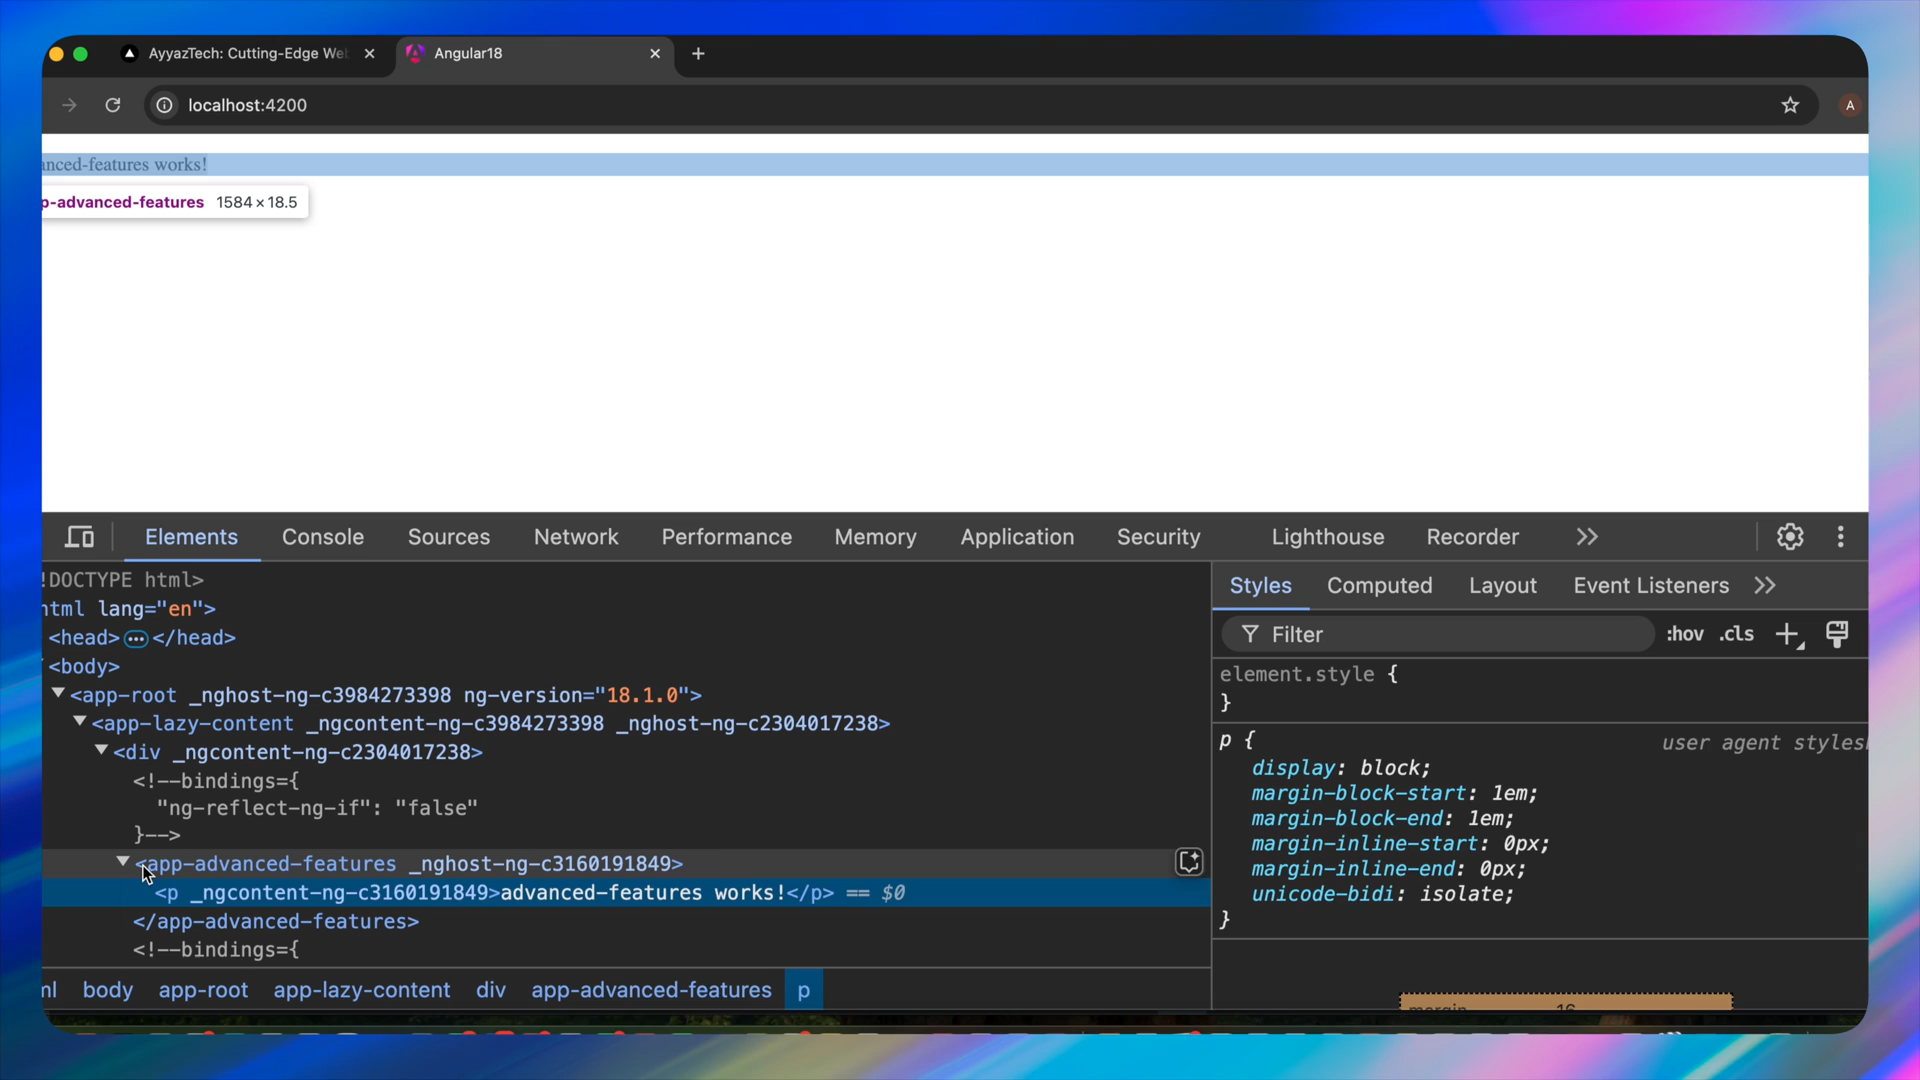 AyyazTech: Cutting-Edge We
Angular18
localhost:4200
A
anced-features works!
p-advanced-features 1584 × 18.5
Elements Console Sources Network Performance Memory Application Security Lighthouse Recorder
!DOCTYPE html>
html lang="en">
<head> ••• </head>
<body>
<app-root _nghost-ng-c3984273398 ng-version="18.1.0">
<app-lazy-content _ngcontent-ng-c3984273398 _nghost-ng-c2304017238>
<div _ngcontent-ng-c2304017238>
<!--bindings={
"ng-reflect-ng-if": "false"
}-->
<app-advanced-features _nghost-ng-c3160191849>
<p _ngcontent-ng-c3160191849>advanced-features works!</p> == $0
</app-advanced-features>
<!--bindings={
ml body app-root app-lazy-content div app-advanced-features p
Styles Computed Layout Event Listeners
Filter :hov .cls
element.style {
}
p { user agent styles
display: block;
margin-block-start: 1em;
margin-block-end: 1em;
margin-inline-start: 0px;
margin-inline-end: 0px;
unicode-bidi: isolate;
}
margin 16